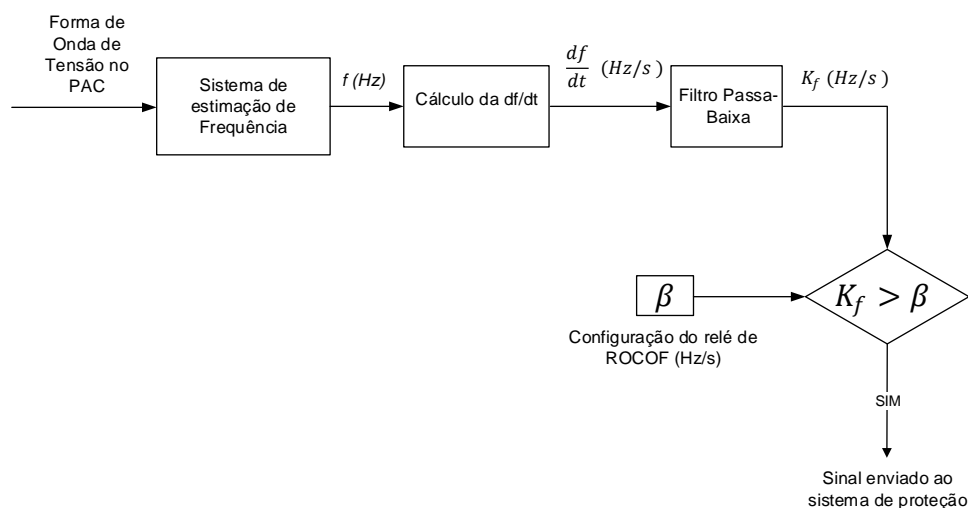 Forma de
Onda de
Tensão no
PAC
Sistema de
estimação de
Frequência
f (Hz)
Cálculo da df/dt
df
dt
(Hz/s)
Filtro Passa-
Baixa
K_f (Hz/s)
β
Configuração do relé de
ROCOF (Hz/s)
K_f > β
SIM
Sinal enviado ao
sistema de proteção